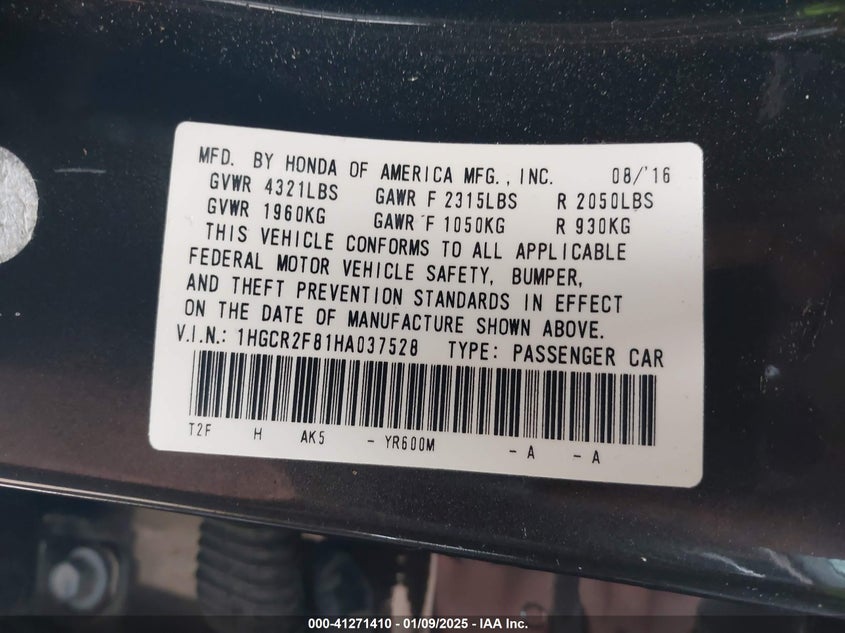 MFD. BY HONDA OF AMERICA MFG., INC. 08/'16
GVWR 4321LBS GAWR F 2315LBS R 2050LBS
GVWR 1960KG GAWR F 1050KG R 930KG
THIS VEHICLE CONFORMS TO ALL APPLICABLE
FEDERAL MOTOR VEHICLE SAFETY, BUMPER,
AND THEFT PREVENTION STANDARDS IN EFFECT
ON THE DATE OF MANUFACTURE SHOWN ABOVE.
V.I.N.: 1HGCR2F81HA037528 TYPE: PASSENGER CAR
T2F H AK5 - YR600M - A - A
000-41271410 - 01/09/2025 - IAA Inc.